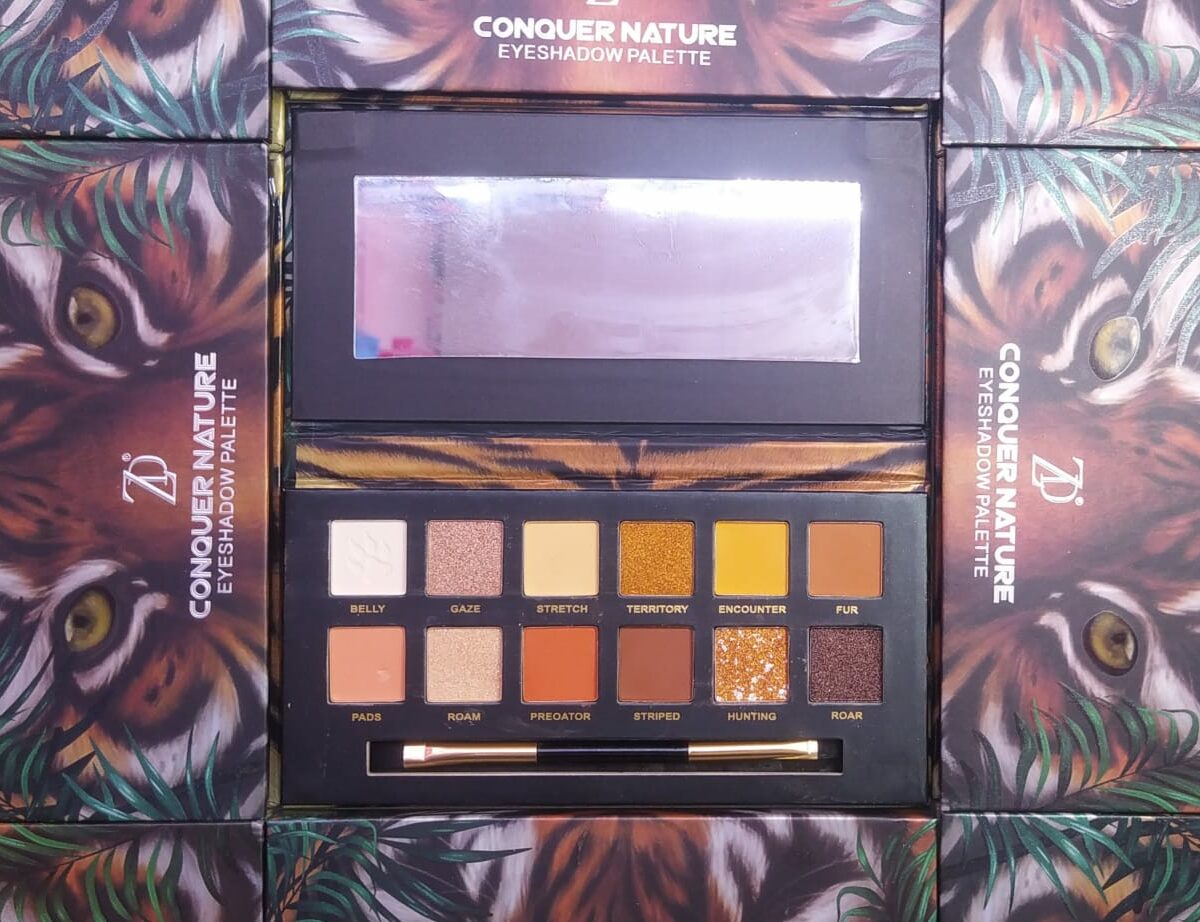 CONQUER NATURE
EYESHADOW PALETTE
ZD®
CONQUER NATURE
EYESHADOW PALETTE
ZD®
CONQUER NATURE
EYESHADOW PALETTE
BELLY
GAZE
STRETCH
TERRITORY
ENCOUNTER
FUR
PADS
ROAM
PREOATOR
STRIPED
HUNTING
ROAR